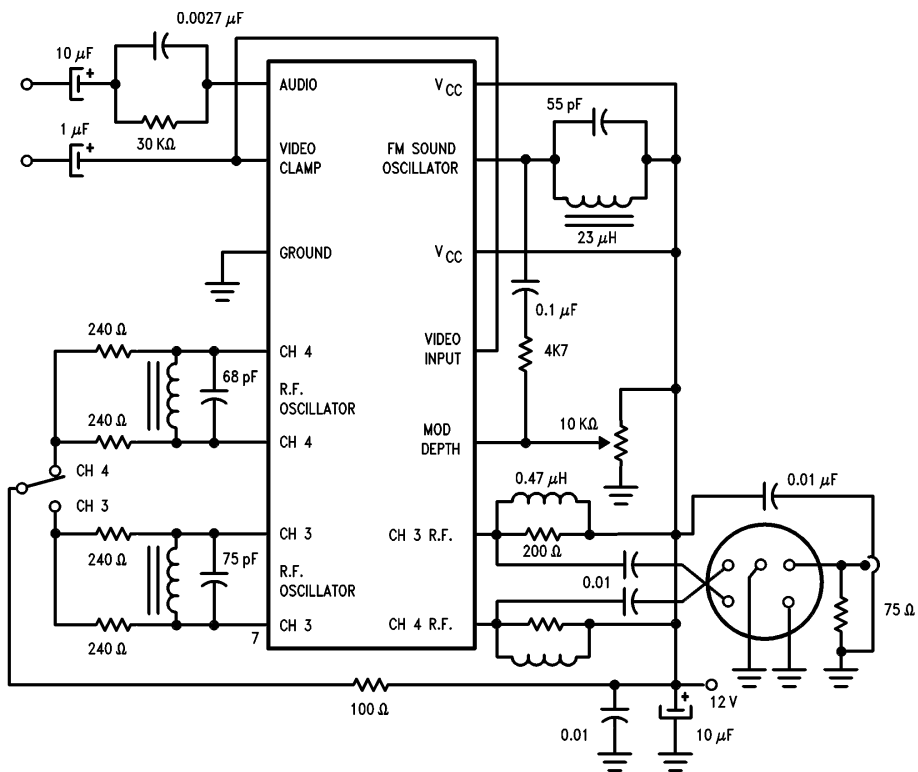 0.0027 µF
10 µF
+
30 KΩ
1 µF
+
AUDIO
VIDEO
CLAMP
GROUND
CH 4
R.F.
OSCILLATOR
CH 4
CH 3
R.F.
OSCILLATOR
CH 3
7
V CC
FM SOUND
OSCILLATOR
V CC
VIDEO
INPUT
MOD
DEPTH
CH 3 R.F.
CH 4 R.F.
240 Ω
68 pF
240 Ω
CH 4
CH 3
240 Ω
75 pF
240 Ω
100 Ω
55 pF
23 µH
0.1 µF
4K7
10 KΩ
0.47 µH
200 Ω
0.01
0.01 µF
75 Ω
12 V
0.01
+
10 µF